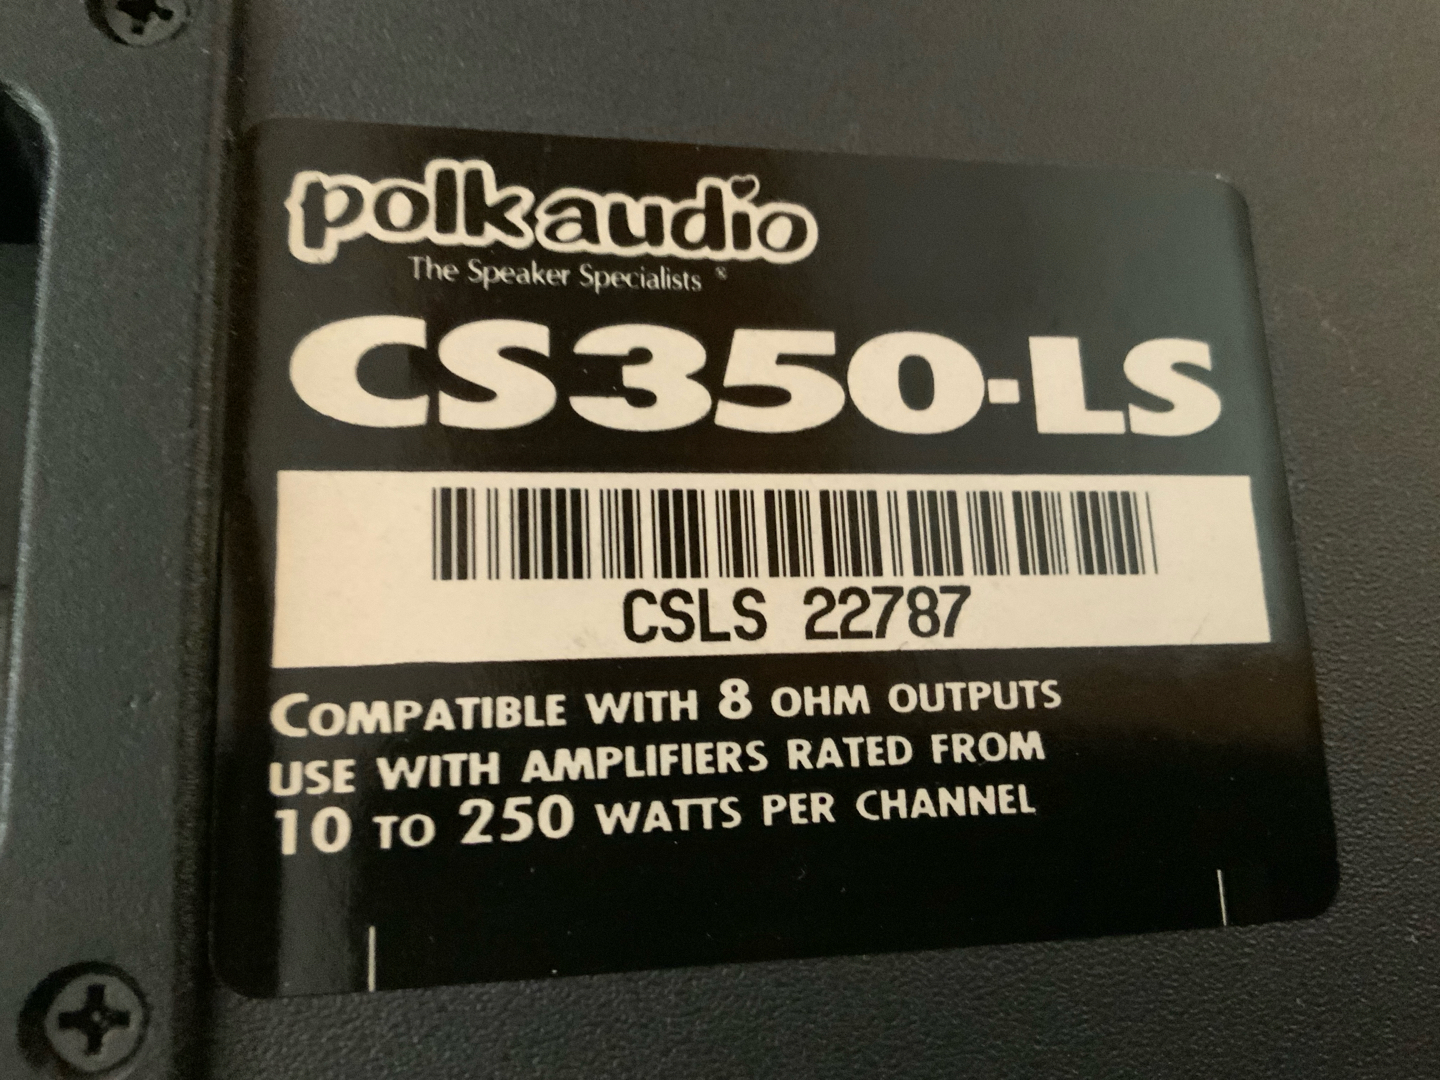 polkaudio
The Speaker Specialists ®
CS350-LS
CSLS 22787
COMPATIBLE WITH 8 OHM OUTPUTS
USE WITH AMPLIFIERS RATED FROM
10 TO 250 WATTS PER CHANNEL